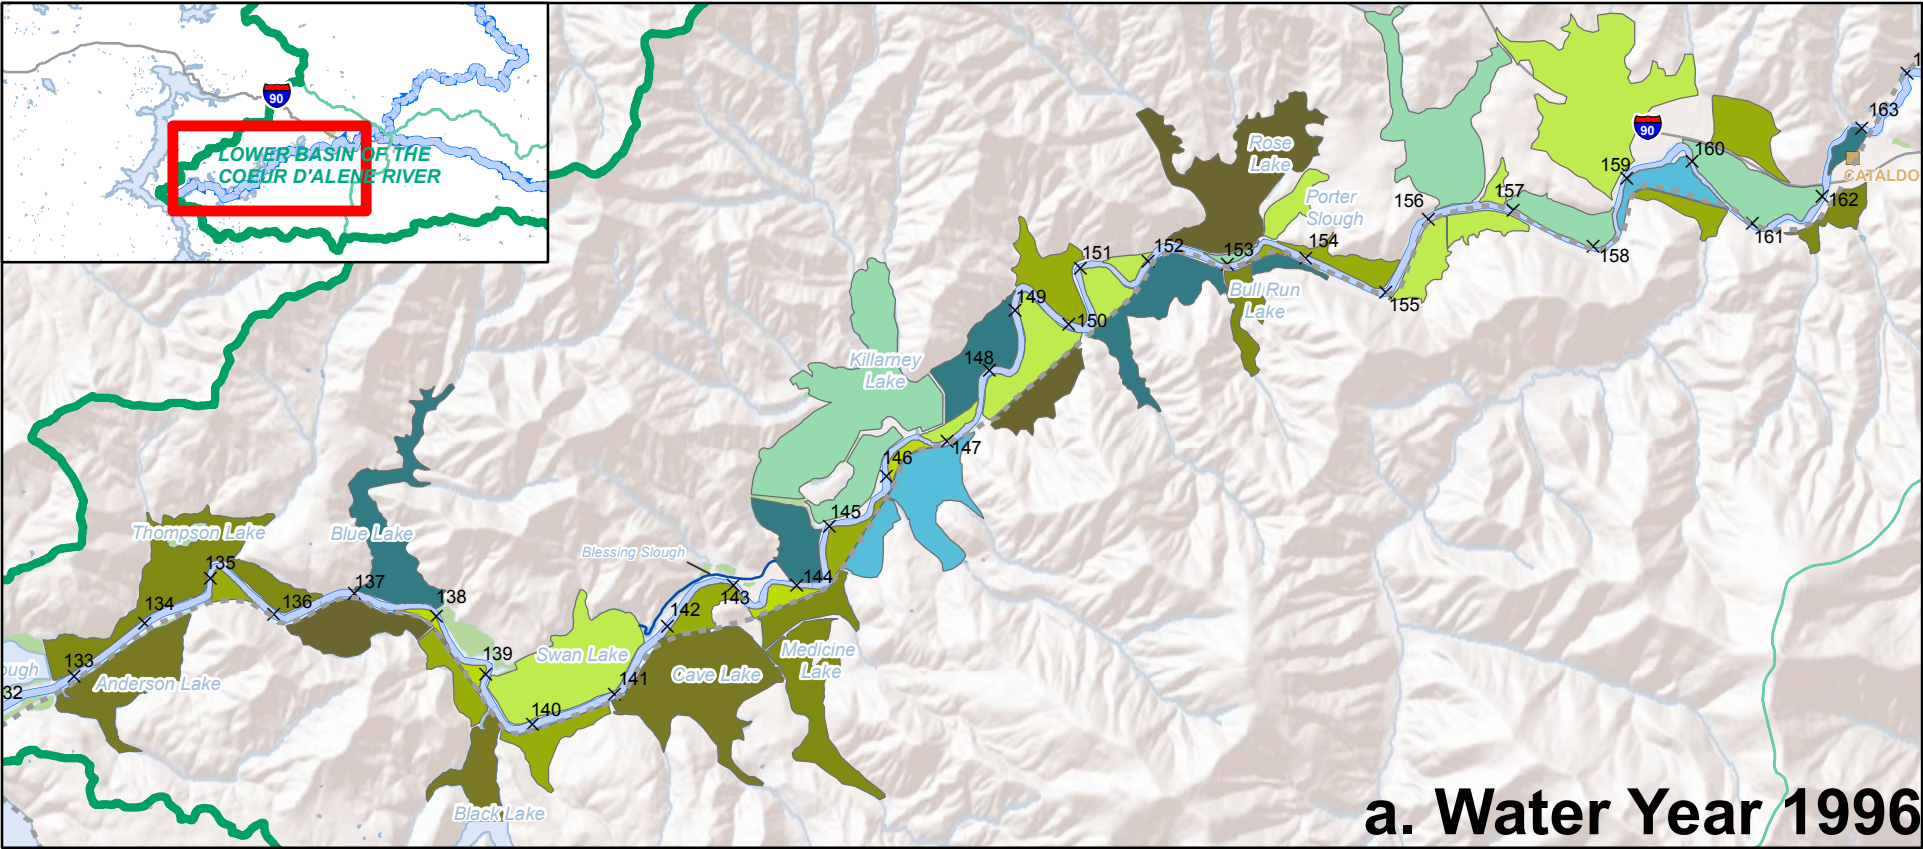 90
LOWER BASIN OF THE
COEUR D'ALENE RIVER
1
163
90
Rose
Lake
160
159
CATALDO
162
Porter
Slough
157
156
161
154
158
153
152
151
Bull Run
Lake
155
149
150
Killarney
Lake
148
147
146
145
Thompson Lake
Blue Lake
Blessing Slough
135
137
144
136
138
143
134
142
139
Swan Lake
Medicine
Lake
133
ough
Anderson Lake
Cave Lake
141
32
140
Black Lake
a. Water Year 1996